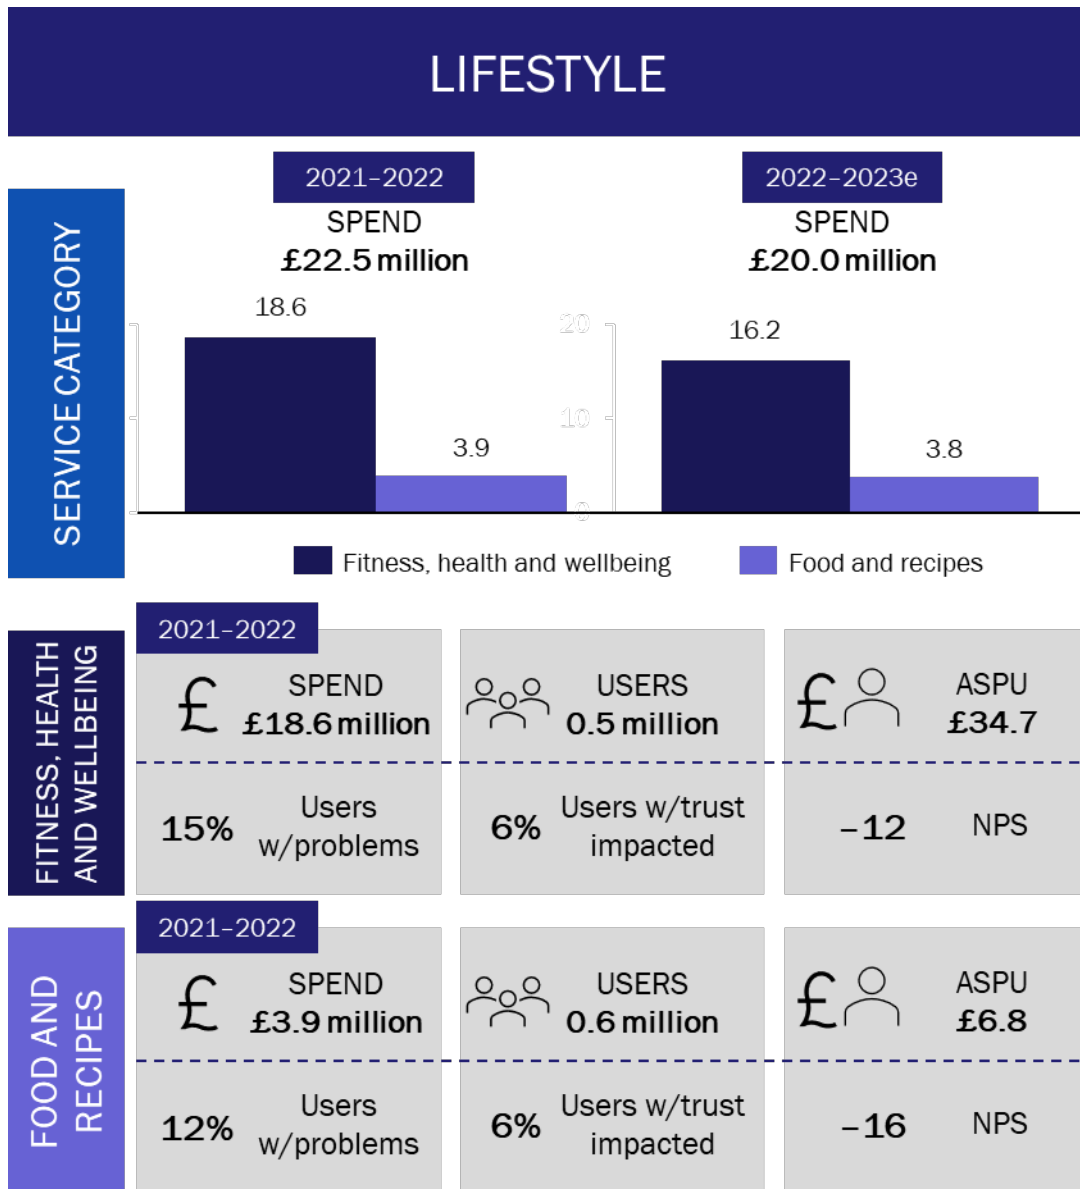 LIFESTYLE
2021–2022
SPEND
£22.5 million
2022–2023e
SPEND
£20.0 million
SERVICE CATEGORY
18.6
3.9
20
10
0
16.2
3.8
Fitness, health and wellbeing
Food and recipes
FITNESS, HEALTH
AND WELLBEING
2021–2022
£
SPEND
£18.6 million
USERS
0.5 million
£
ASPU
£34.7
15%
Users
w/problems
6%
Users w/trust
impacted
–12
NPS
FOOD AND
RECIPES
2021–2022
£
SPEND
£3.9 million
USERS
0.6 million
£
ASPU
£6.8
12%
Users
w/problems
6%
Users w/trust
impacted
–16
NPS